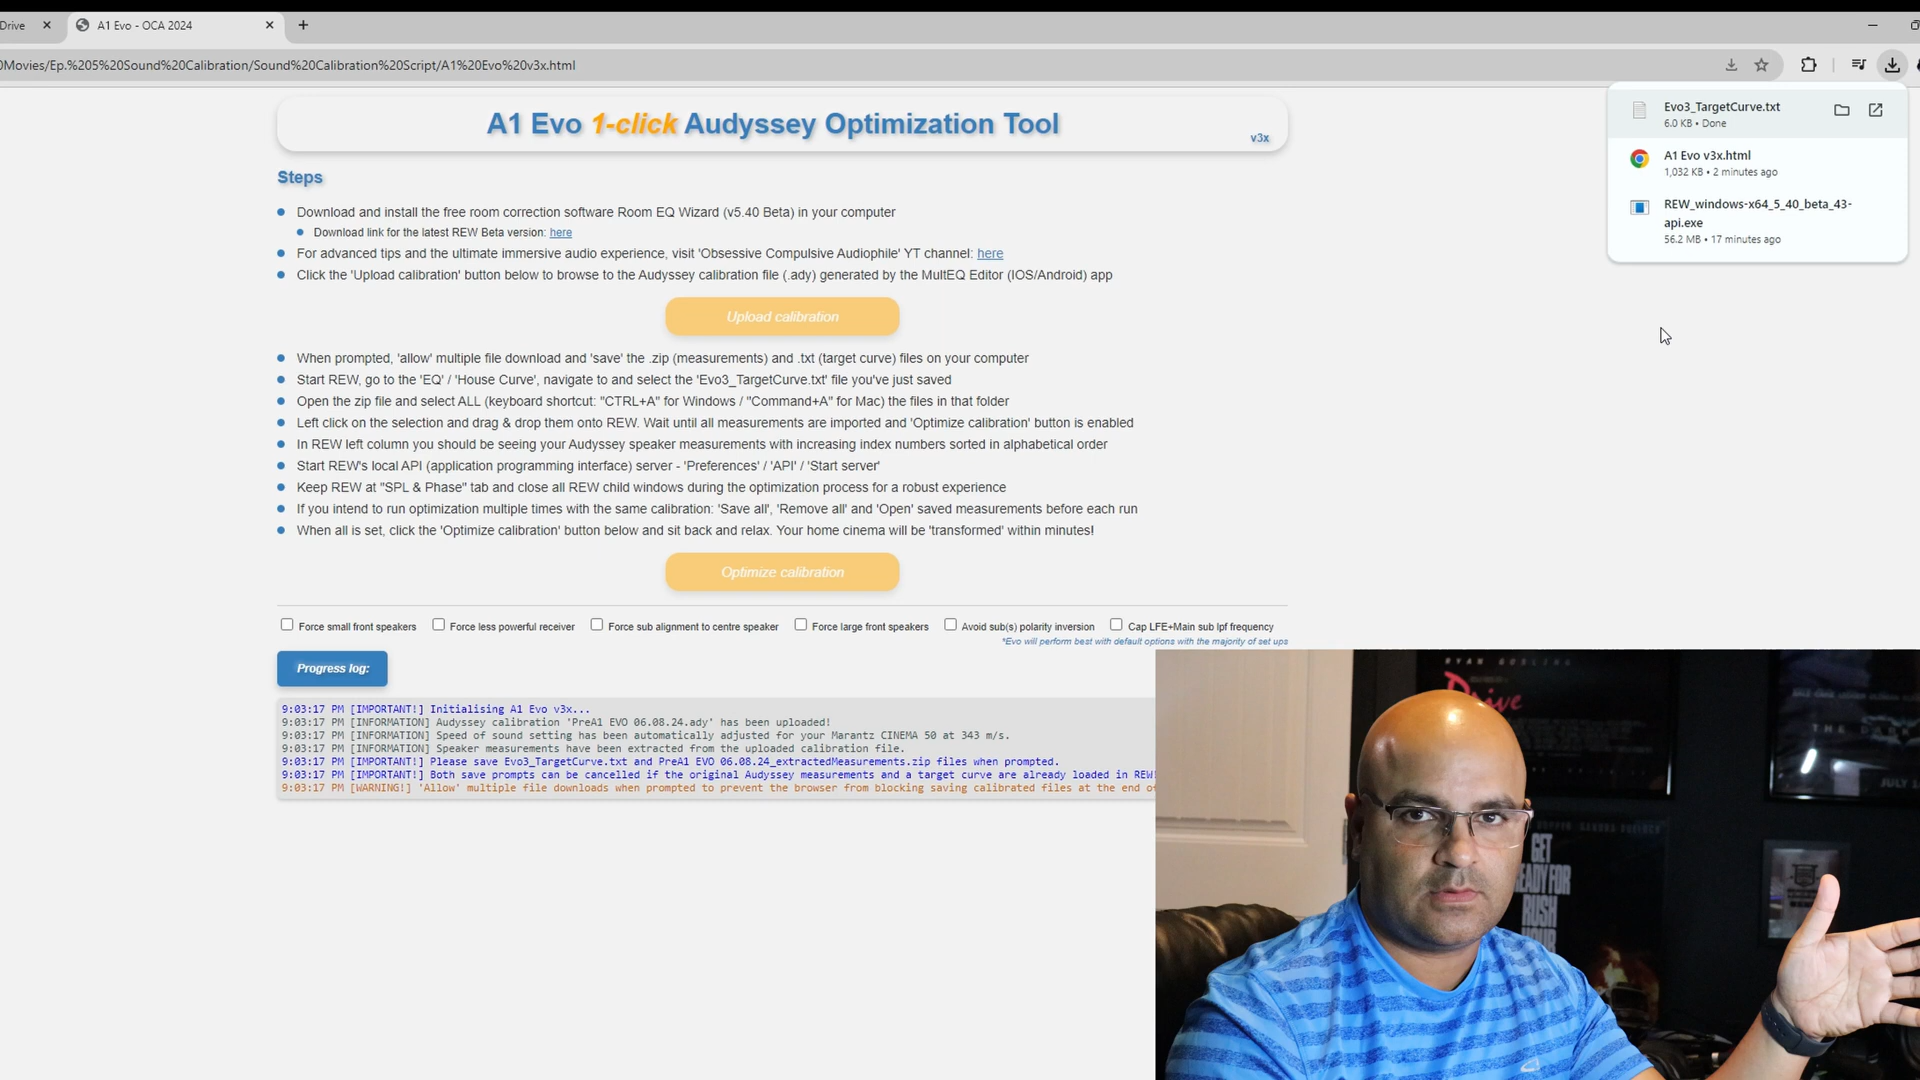 Drive
A1 Evo - OCA 2024
0Movies/Ep.%205%20Sound%20Calibration/Sound%20Calibration%20Script/A1%20Evo%20v3x.html
Evo3_TargetCurve.txt
6.0 KB • Done
A1 Evo v3x.html
1,032 KB • 2 minutes ago
REW_windows-x64_5_40_beta_43-
api.exe
56.2 MB • 17 minutes ago
A1 Evo 1-click Audyssey Optimization Tool
v3x
Steps
Download and install the free room correction software Room EQ Wizard (v5.40 Beta) in your computer
Download link for the latest REW Beta version: here
For advanced tips and the ultimate immersive audio experience, visit 'Obsessive Compulsive Audiophile' YT channel: here
Click the 'Upload calibration' button below to browse to the Audyssey calibration file (.ady) generated by the MultEQ Editor (IOS/Android) app
Upload calibration
When prompted, 'allow' multiple file download and 'save' the .zip (measurements) and .txt (target curve) files on your computer
Start REW, go to the 'EQ' / 'House Curve', navigate to and select the 'Evo3_TargetCurve.txt' file you've just saved
Open the zip file and select ALL (keyboard shortcut: "CTRL+A" for Windows / "Command+A" for Mac) the files in that folder
Left click on the selection and drag & drop them onto REW. Wait until all measurements are imported and 'Optimize calibration' button is enabled
In REW left column you should be seeing your Audyssey speaker measurements with increasing index numbers sorted in alphabetical order
Start REW's local API (application programming interface) server - 'Preferences' / 'API' / 'Start server'
Keep REW at "SPL & Phase" tab and close all REW child windows during the optimization process for a robust experience
If you intend to run optimization multiple times with the same calibration: 'Save all', 'Remove all' and 'Open' saved measurements before each run
When all is set, click the 'Optimize calibration' button below and sit back and relax. Your home cinema will be 'transformed' within minutes!
Optimize calibration
Force small front speakers Force less powerful receiver Force sub alignment to centre speaker Force large front speakers Avoid sub(s) polarity inversion Cap LFE+Main sub lpf frequency
*Evo will perform best with default options with the majority of set ups
Progress log:
9:03:17 PM [IMPORTANT!] Initialising A1 Evo v3x...
9:03:17 PM [INFORMATION] Audyssey calibration 'PreA1 EVO 06.08.24.ady' has been uploaded!
9:03:17 PM [INFORMATION] Speed of sound setting has been automatically adjusted for your Marantz CINEMA 50 at 343 m/s.
9:03:17 PM [INFORMATION] Speaker measurements have been extracted from the uploaded calibration file.
9:03:17 PM [IMPORTANT!] Please save Evo3_TargetCurve.txt and PreA1 EVO 06.08.24_extractedMeasurements.zip files when prompted.
9:03:17 PM [IMPORTANT!] Both save prompts can be cancelled if the original Audyssey measurements and a target curve are already loaded in REW!
9:03:17 PM [WARNING!] 'Allow' multiple file downloads when prompted to prevent the browser from blocking saving calibrated files at the end of
RYAN GOSLING
Drive
THE DARK
JULY 1
GET
READY FOR
RUSH
HOUR